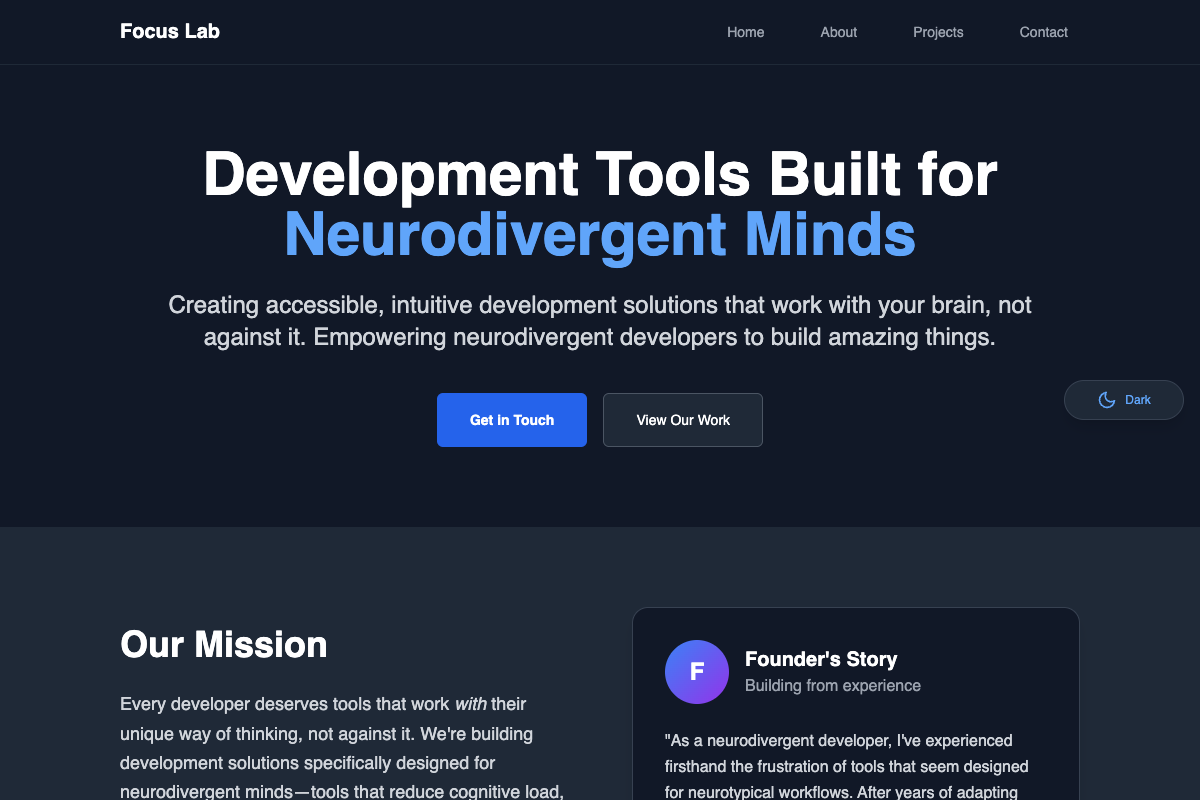 Focus Lab
Home
About
Projects
Contact
Development Tools Built for
Neurodivergent Minds
Creating accessible, intuitive development solutions that work with your brain, not
against it. Empowering neurodivergent developers to build amazing things.
Get in Touch
View Our Work
Dark
Our Mission
Every developer deserves tools that work with their
unique way of thinking, not against it. We're building
development solutions specifically designed for
neurodivergent minds—tools that reduce cognitive load,
F
Founder's Story
Building from experience
"As a neurodivergent developer, I've experienced
firsthand the frustration of tools that seem designed
for neurotypical workflows. After years of adapting